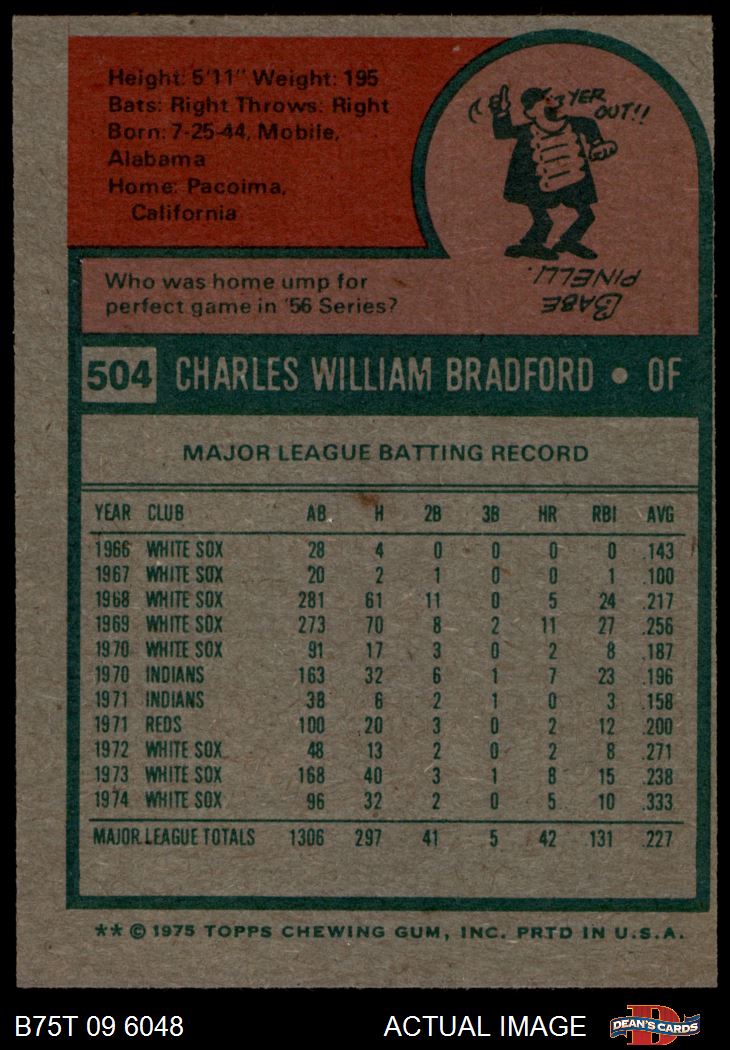 Height: 5'11" Weight: 195
Bats: Right Throws: Right
Born: 7-25-44, Mobile,
Alabama
Home: Pacoima,
California
YER
OUT!!
BABE
PINELLI.
Who was home ump for
perfect game in '56 Series?
504 CHARLES WILLIAM BRADFORD • OF
MAJOR LEAGUE BATTING RECORD
YEAR CLUB AB H 2B 3B HR RBI AVG
1966 WHITE SOX 28 4 0 0 0 0 .143
1967 WHITE SOX 20 2 1 0 0 1 .100
1968 WHITE SOX 281 61 11 0 5 24 .217
1969 WHITE SOX 273 70 8 2 11 27 .256
1970 WHITE SOX 91 17 3 0 2 8 .187
1970 INDIANS 163 32 6 1 7 23 .196
1971 INDIANS 38 6 2 1 0 3 .158
1971 REDS 100 20 3 0 2 12 .200
1972 WHITE SOX 48 13 2 0 2 8 .271
1973 WHITE SOX 168 40 3 1 8 15 .238
1974 WHITE SOX 96 32 2 0 5 10 .333
MAJOR LEAGUE TOTALS 1306 297 41 5 42 131 .227
** © 1975 TOPPS CHEWING GUM, INC. PRTD IN U.S.A.
B75T 09 6048 ACTUAL IMAGE D DEAN'S CARDS